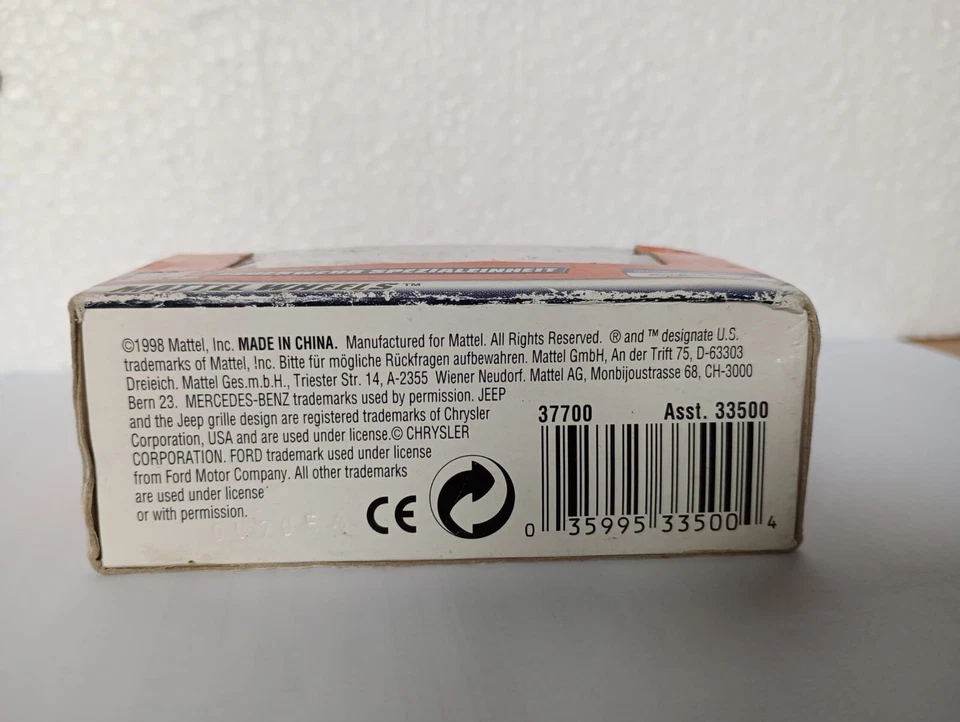 SPEZIALEINHEIT
MATTEL WHEELS™
©1998 Mattel, Inc. MADE IN CHINA. Manufactured for Mattel. All Rights Reserved. ® and ™ designate U.S.
trademarks of Mattel, Inc. Bitte für mögliche Rückfragen aufbewahren. Mattel GmbH, An der Trift 75, D-63303
Dreieich. Mattel Ges.m.b.H., Triester Str. 14, A-2355 Wiener Neudorf. Mattel AG, Monbijoustrasse 68, CH-3000
Bern 23. MERCEDES-BENZ trademarks used by permission. JEEP
and the Jeep grille design are registered trademarks of Chrysler
Corporation, USA and are used under license.© CHRYSLER
CORPORATION. FORD trademark used under license
from Ford Motor Company. All other trademarks
are used under license
or with permission.
CE
37700 Asst. 33500
0 35995 33500 4